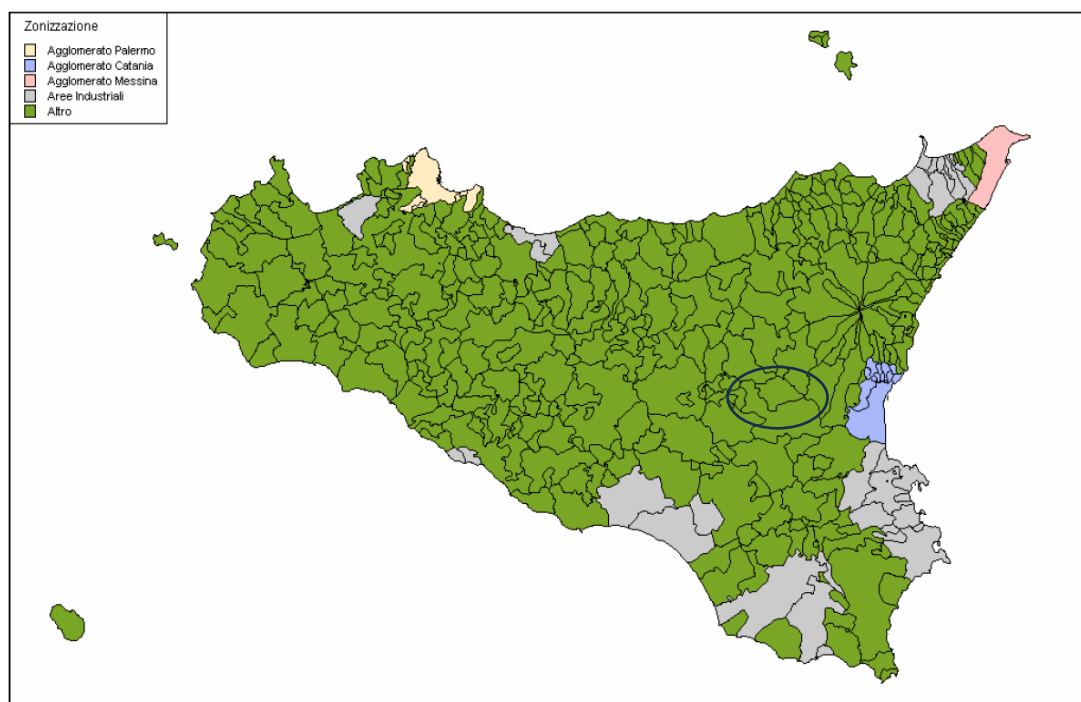 Zonizzazione
Agglomerato Palermo
Agglomerato Catania
Agglomerato Messina
Aree Industriali
Altro